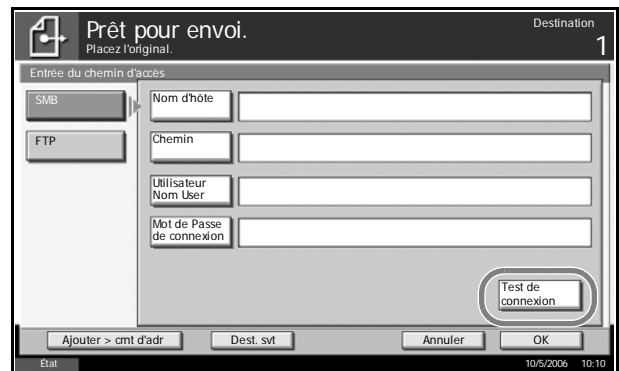 Prêt pour envoi.
Placez l'original.
Destination
1
Entrée du chemin d'accès
SMB
FTP
Nom d'hôte
Chemin
Utilisateur
Nom User
Mot de Passe
de connexion
Test de
connexion
Ajouter > cmt d'adr
Dest. svt
Annuler
OK
État
10/5/2006 10:10